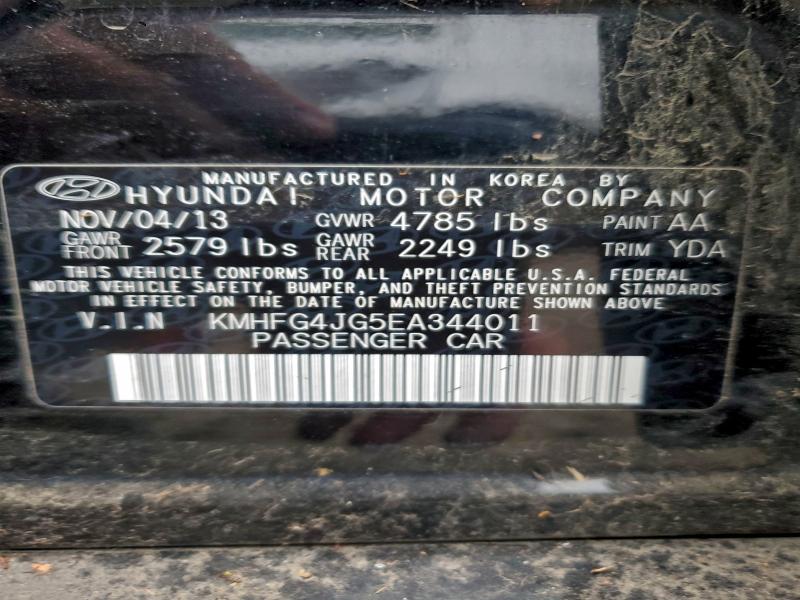 MANUFACTURED IN KOREA BY
HYUNDAI MOTOR COMPANY
NOV/04/13 GVWR 4785 lbs PAINT AA
GAWR FRONT 2579 lbs GAWR REAR 2249 lbs TRIM YDA
THIS VEHICLE CONFORMS TO ALL APPLICABLE U.S.A. FEDERAL
MOTOR VEHICLE SAFETY, BUMPER, AND THEFT PREVENTION STANDARDS
IN EFFECT ON THE DATE OF MANUFACTURE SHOWN ABOVE
V.I.N KMHFG4JG5EA344011
PASSENGER CAR